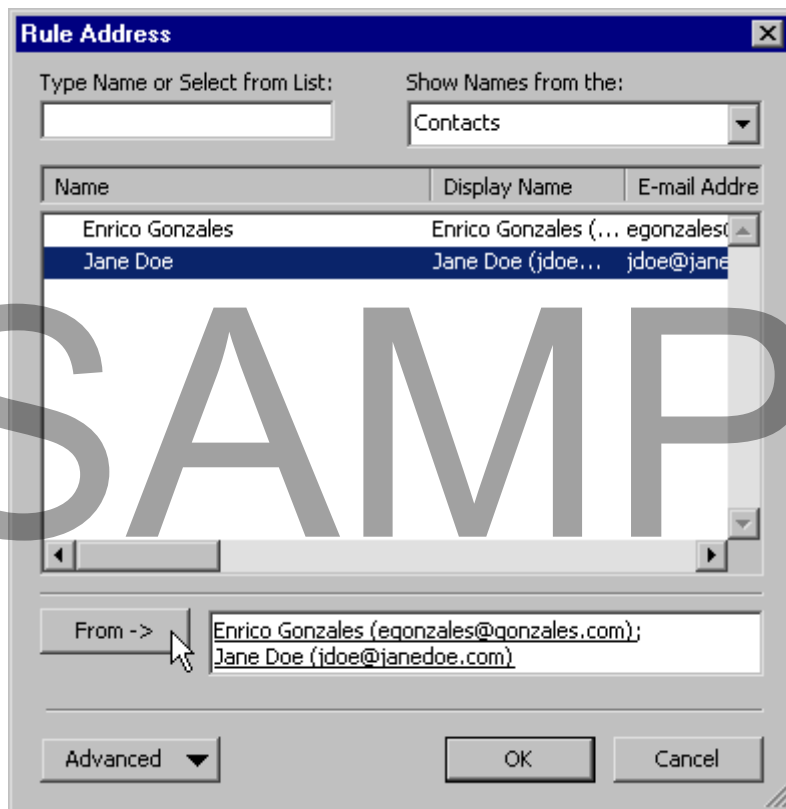 Rule Address
Type Name or Select from List:
Show Names from the:
Contacts
Name Display Name E-mail Addre
Enrico Gonzales Enrico Gonzales (... egonzales(
Jane Doe Jane Doe (jdoe... jdoe@jane
SAMP
From ->
Enrico Gonzales (egonzales@gonzales.com);
Jane Doe (jdoe@janedoe.com)
Advanced
OK
Cancel